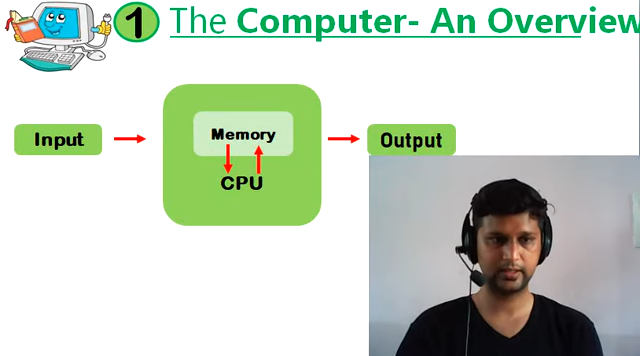 1 The Computer- An Overview
Input
Memory
CPU
Output